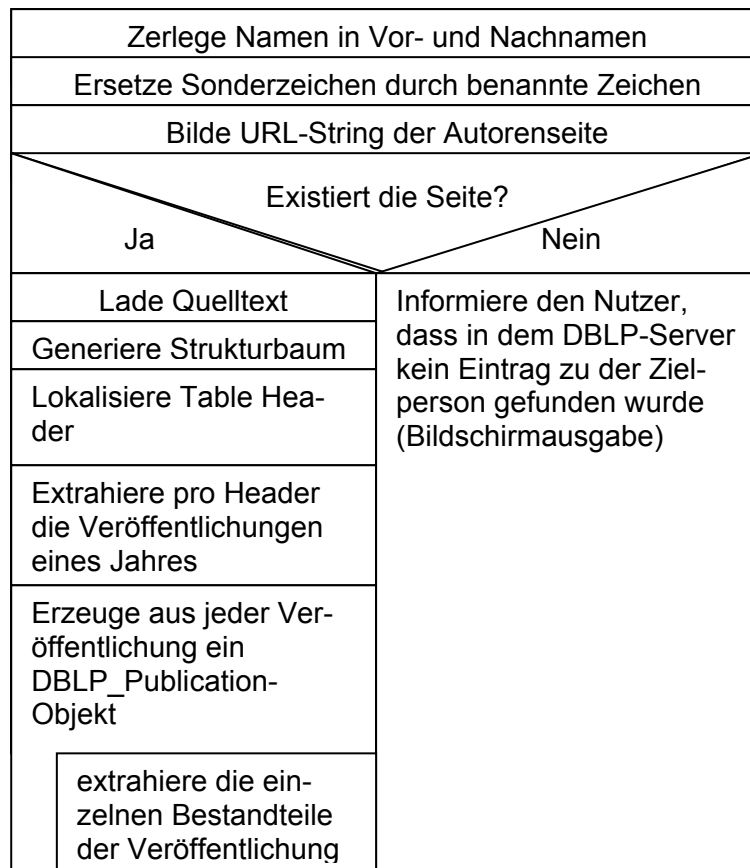 Zerlege Namen in Vor- und Nachnamen
Ersetze Sonderzeichen durch benannte Zeichen
Bilde URL-String der Autorenseite
Existiert die Seite?
Ja
Nein
Lade Quelltext
Generiere Strukturbaum
Lokalisiere Table Hea-
der
Extrahiere pro Header
die Veröffentlichungen
eines Jahres
Erzeuge aus jeder Ver-
öffentlichung ein
DBLP_Publication-
Objekt
extrahiere die ein-
zelnen Bestandteile
der Veröffentlichung
Informiere den Nutzer,
dass in dem DBLP-Server
kein Eintrag zu der Ziel-
person gefunden wurde
(Bildschirmausgabe)